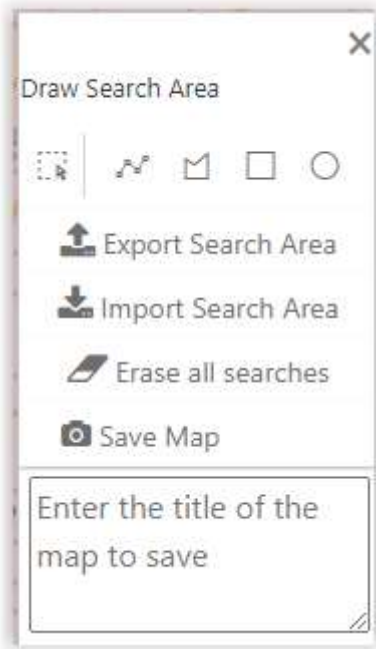 Draw Search Area
Export Search Area
Import Search Area
Erase all searches
Save Map
Enter the title of the
map to save